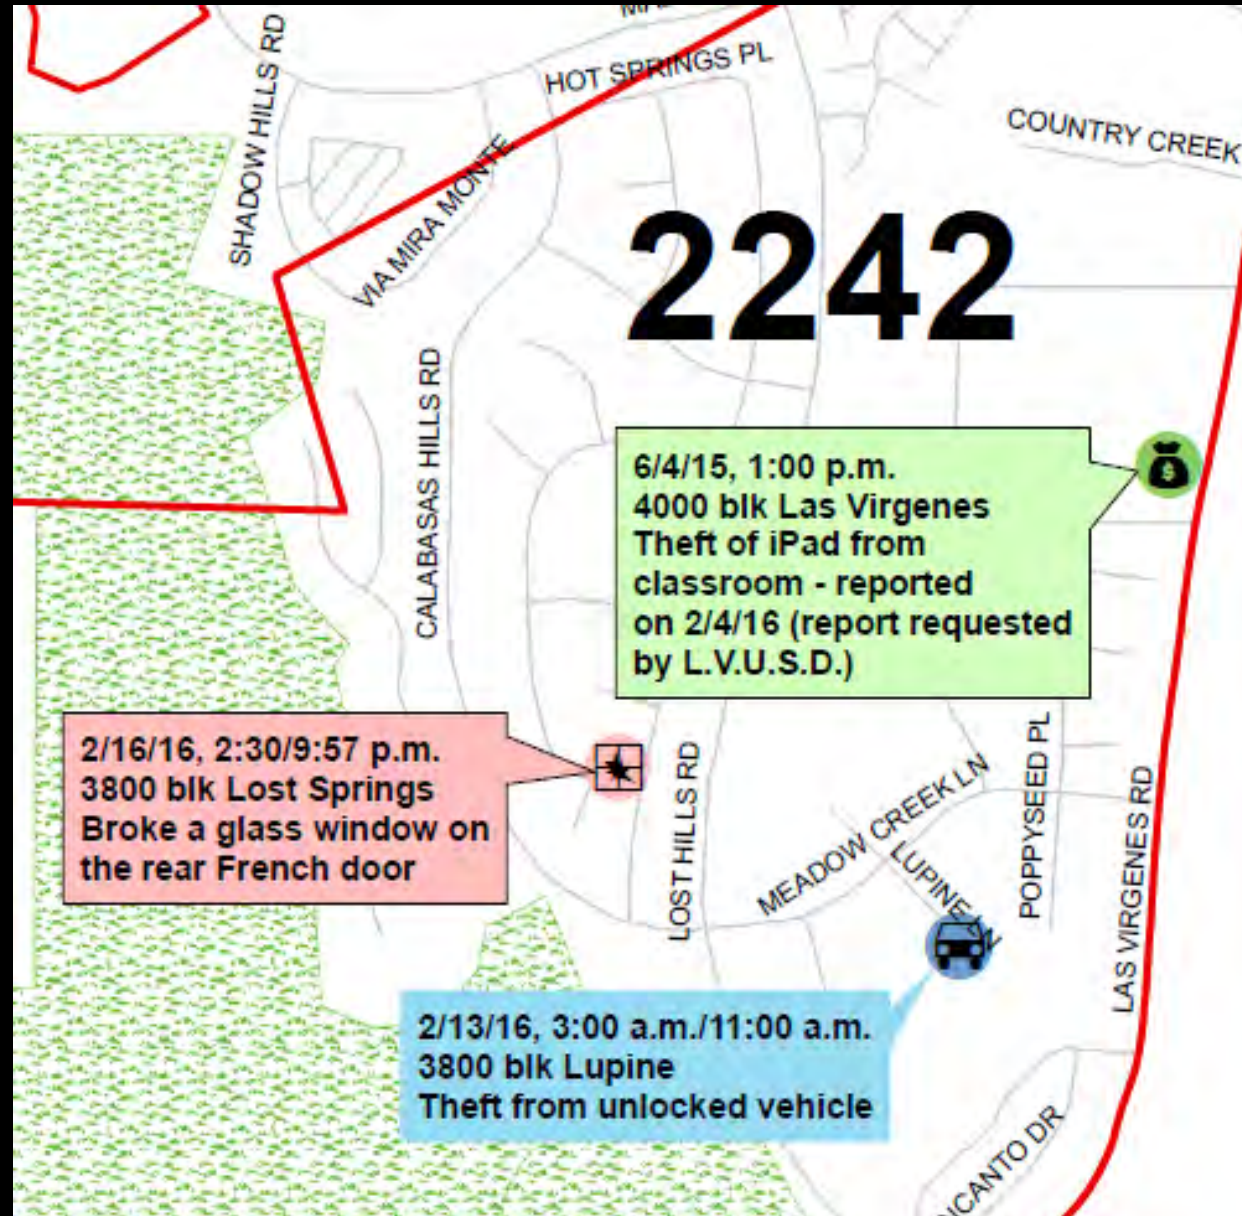 SHADOW HILLS RD
HOT SPRINGS PL
COUNTRY CREEK
VIA MIRA MONTE
2242
CALABASAS HILLS RD
6/4/15, 1:00 p.m.
4000 blk Las Virgenes
Theft of iPad from
classroom - reported
on 2/4/16 (report requested
by L.V.U.S.D.)
$
2/16/16, 2:30/9:57 p.m.
3800 blk Lost Springs
Broke a glass window on
the rear French door
LOST HILLS RD
MEADOW CREEK LN
LUPINE
POPPYSEED PL
LAS VIRGENES RD
2/13/16, 3:00 a.m./11:00 a.m.
3800 blk Lupine
Theft from unlocked vehicle
DR